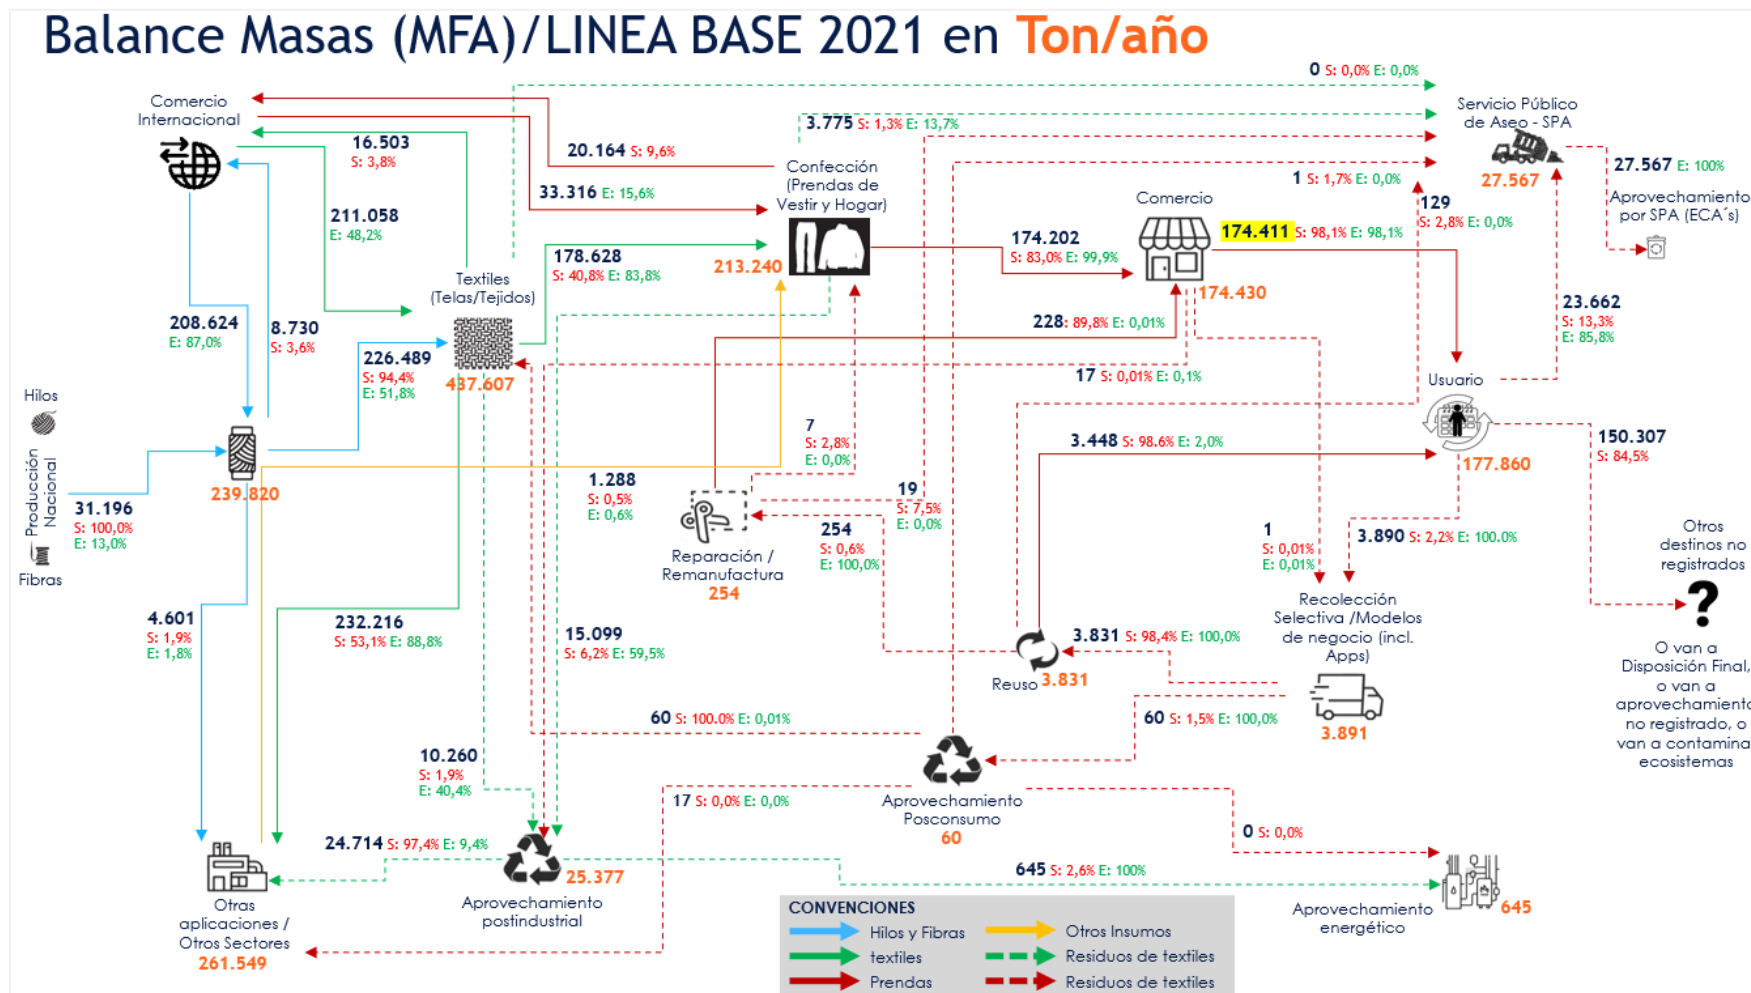 Balance Masas (MFA)/LINEA BASE 2021 en Ton/año
0 S: 0,0% E: 0,0%
Comercio
Internacional
16.503
S: 3,8%
20.164 S: 9,6%
33.316 E: 15,6%
211.058
E: 48,2%
3.775 S: 1,3% E: 13,7%
Confección
(Prendas de
Vestir y Hogar)
213.240
Servicio Público
de Aseo - SPA
27.567
27.567 E: 100%
Aprovechamiento
por SPA (ECA´s)
1 S: 1,7% E: 0,0%
129
S: 2,8% E: 0,0%
Comercio
174.411 S: 98,1% E: 98,1%
174.430
174.202
S: 83,0% E: 99,9%
178.628
S: 40,8% E: 83,8%
Textiles
(Telas/Tejidos)
437.607
208.624
E: 87,0%
8.730
S: 3,6%
226.489
S: 94,4%
E: 51,8%
228: 89,8% E: 0,01%
17 S: 0,01% E: 0,1%
23.662
S: 13,3%
E: 85,8%
Usuario
177.860
Hilos
Producción
Nacional
Fibras
31.196
S: 100,0%
E: 13,0%
239.820
7
S: 2,8%
E: 0,0%
3.448 S: 98.6% E: 2,0%
150.307
S: 84,5%
1.288
S: 0,5%
E: 0,6%
19
S: 7,5%
E: 0,0%
254
S: 0,6%
E: 100,0%
Reparación /
Remanufactura
254
1
S: 0,01%
E: 0,01%
3.890 S: 2,2% E: 100.0%
Otros
destinos no
registrados
?
O van a
Disposición Final,
o van a
aprovechamiento
no registrado, o
van a contamina
ecosistemas
Recolección
Selectiva /Modelos
de negocio (incl.
Apps)
3.891
4.601
S: 1,9%
E: 1,8%
232.216
S: 53,1% E: 88,8%
15.099
S: 6,2% E: 59,5%
3.831 S: 98,4% E: 100,0%
Reuso
3.831
60 S: 100.0% E: 0,01%
60 S: 1,5% E: 100,0%
10.260
S: 1,9%
E: 40,4%
17 S: 0,0% E: 0,0%
Aprovechamiento
Posconsumo
60
0 S: 0,0%
24.714 S: 97,4% E: 9,4%
25.377
Aprovechamiento
postindustrial
645 S: 2,6% E: 100%
Aprovechamiento
energético
645
Otras
aplicaciones /
Otros Sectores
261.549
CONVENCIONES
Hilos y Fibras
Otros Insumos
textiles
Residuos de textiles
Prendas
Residuos de textiles